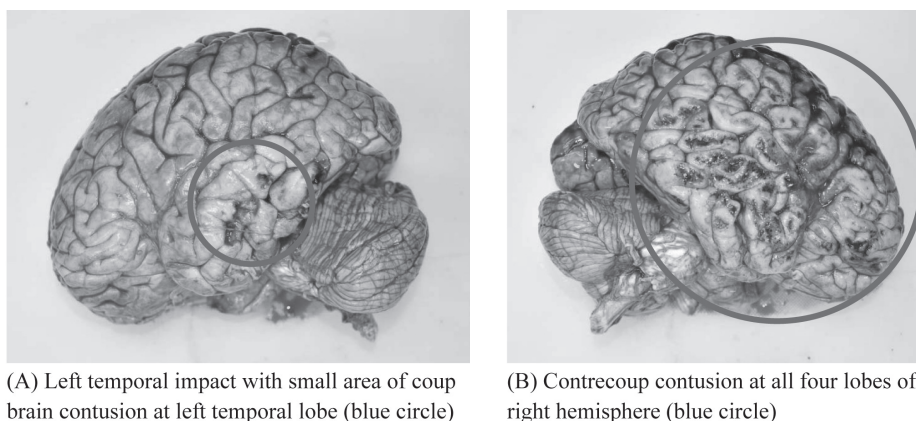 (A) Left temporal impact with small area of coup
brain contusion at left temporal lobe (blue circle)
(B) Contrecoup contusion at all four lobes of
right hemisphere (blue circle)